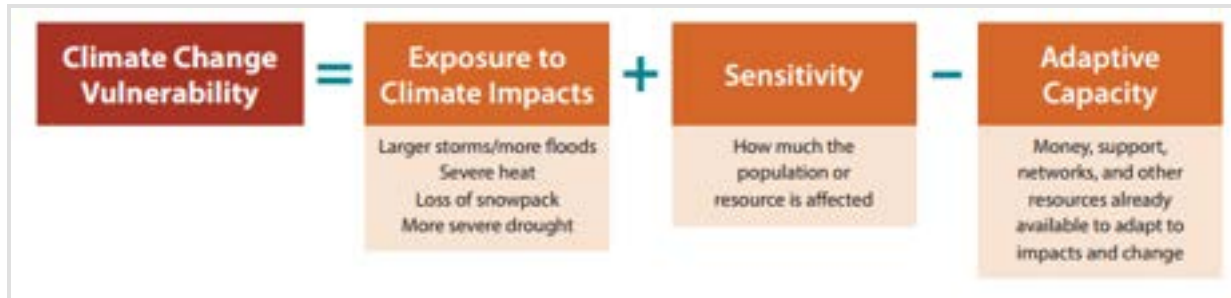 Climate Change
Vulnerability
=
Exposure to
Climate Impacts
Larger storms/more floods
Severe heat
Loss of snowpack
More severe drought
+
Sensitivity
How much the
population or
resource is affected
–
Adaptive
Capacity
Money, support,
networks, and other
resources already
available to adapt to
impacts and change